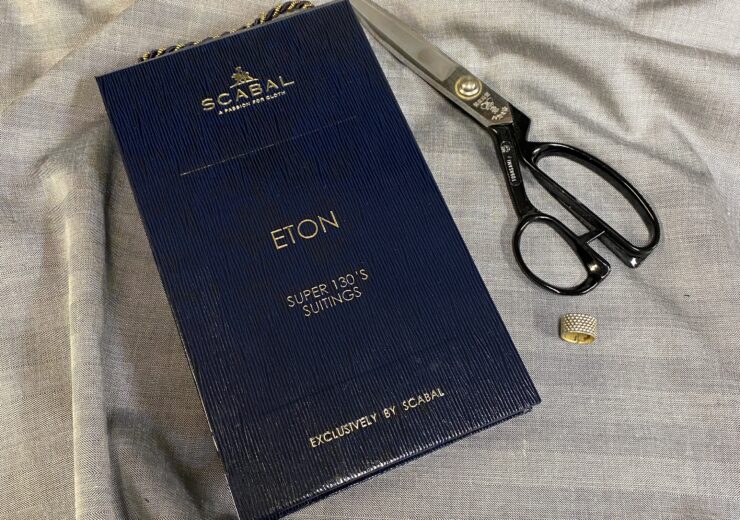 SCABAL
A PASSION FOR CLOTH
ETON
SUPER 130'S
SUITINGS
EXCLUSIVELY BY SCABAL